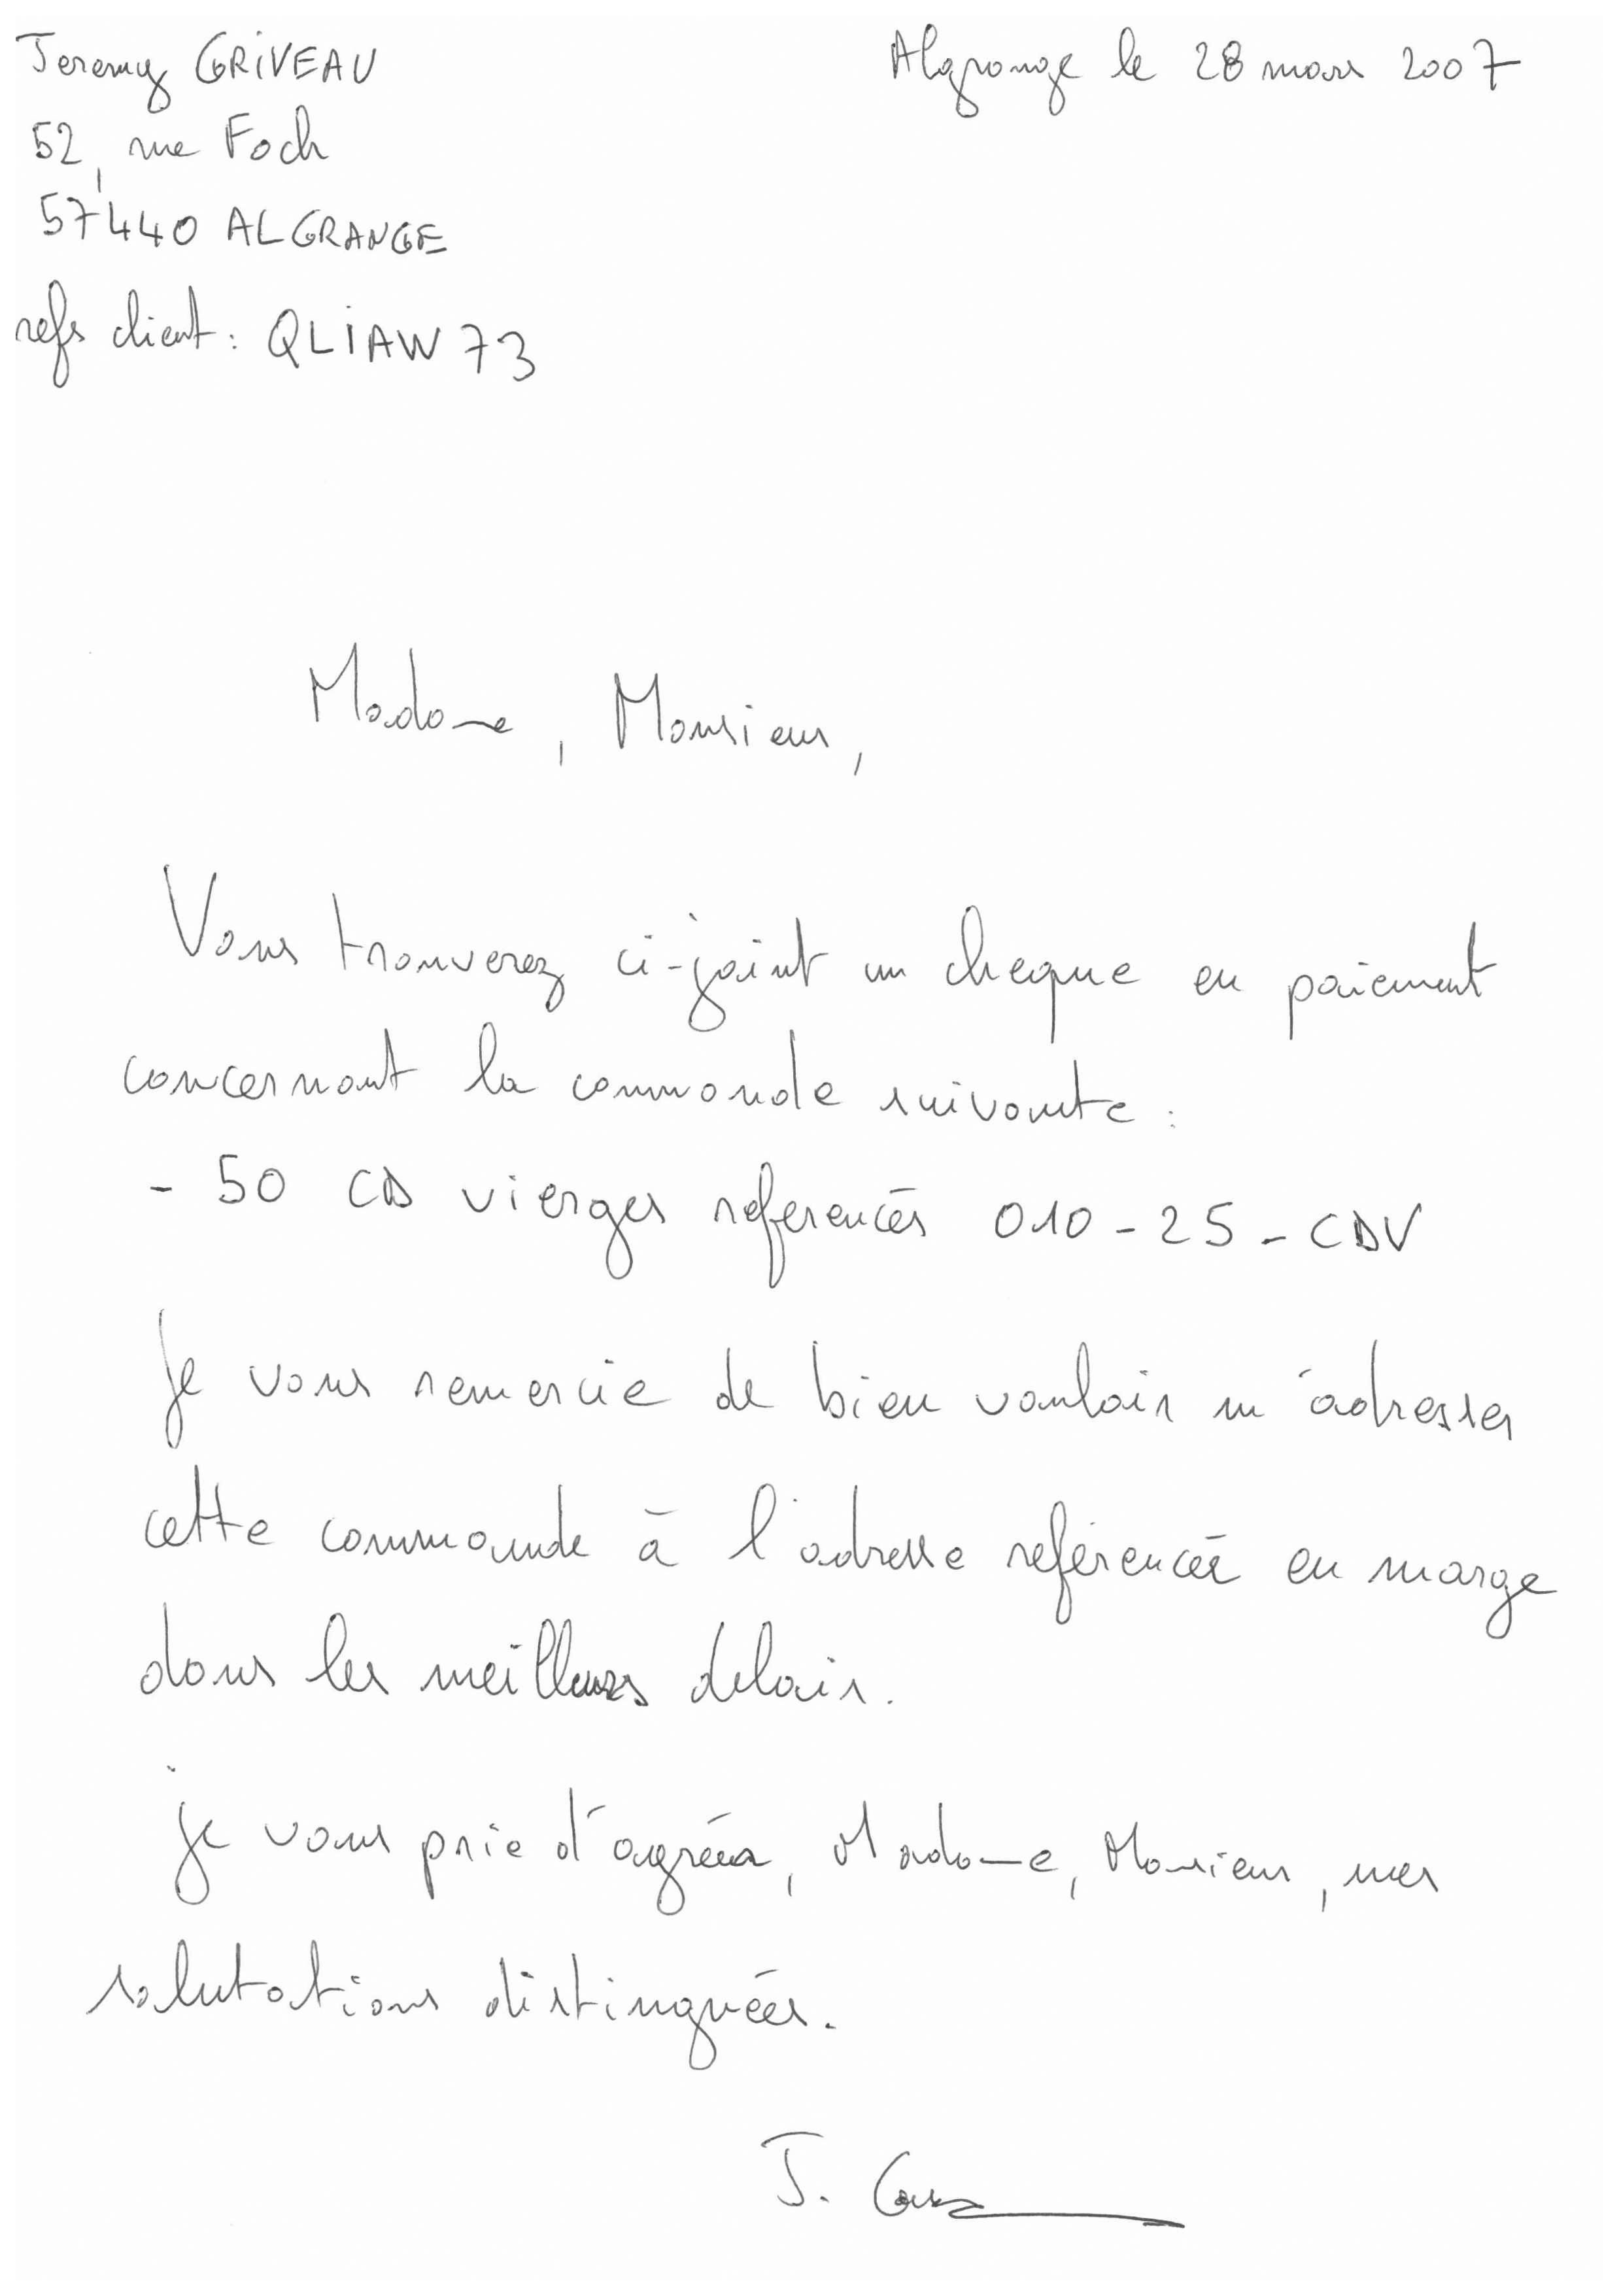 Jeremy GRIVEAU
52, rue Foch
57440 ALGRANGE
refs client : QLIAW73
Algrange le 28 mars 2007
Madame, Monsieur,
Vous trouverez ci-joint un cheque en paiement
concernant la commande suivante :
- 50 CD vierges referencés 010-25-CDV
Je vous remercie de bien vouloir m'adresser
cette commande à l'adresse referencée en marge
dans les meilleurs delais.
je vous prie d'agréer, Madame, Monsieur, mes
salutations distinguées.
J.